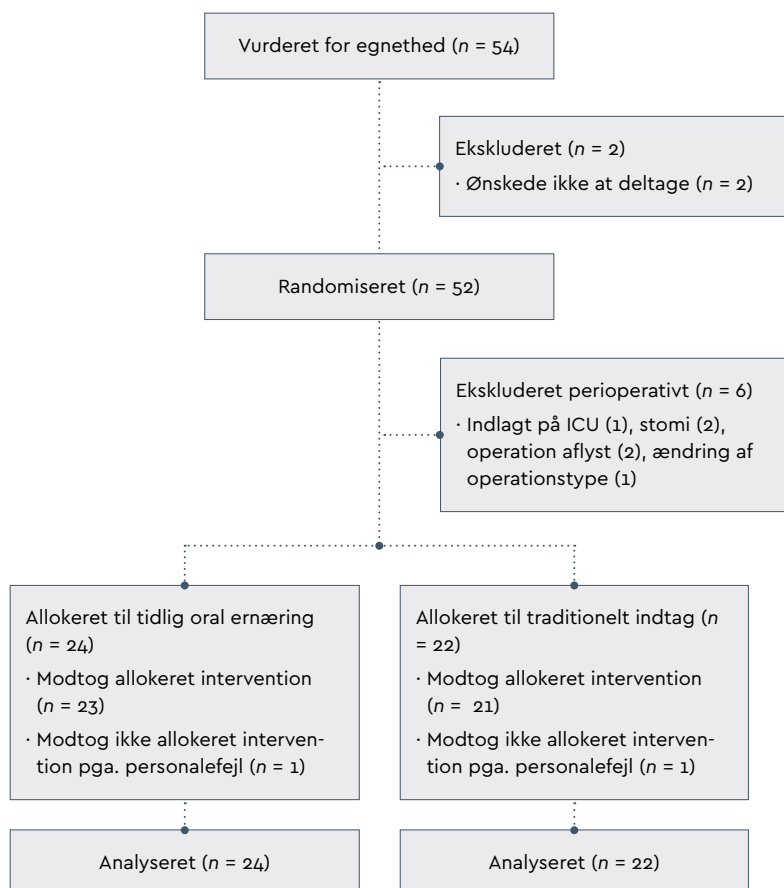 Vurderet for egnethed (n = 54)
Ekskluderet (n = 2)
· Ønskede ikke at deltage (n = 2)
Randomiseret (n = 52)
Ekskluderet perioperativt (n = 6)
· Indlagt på ICU (1), stomi (2),
operation aflyst (2), ændring af
operationstype (1)
Allokeret til tidlig oral ernæring
(n = 24)
· Modtog allokeret intervention
(n = 23)
· Modtog ikke allokeret interven-
tion pga. personalefejl (n = 1)
Allokeret til traditionelt indtag (n
= 22)
· Modtog allokeret intervention
(n = 21)
· Modtog ikke allokeret interven-
tion pga. personalefejl (n = 1)
Analyseret (n = 24)
Analyseret (n = 22)